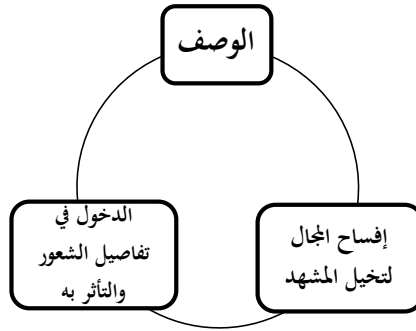 الوصف
إفساح المجال
لتخيل المشهد
الدخول في
تفاصيل الشعور
والتأثر به